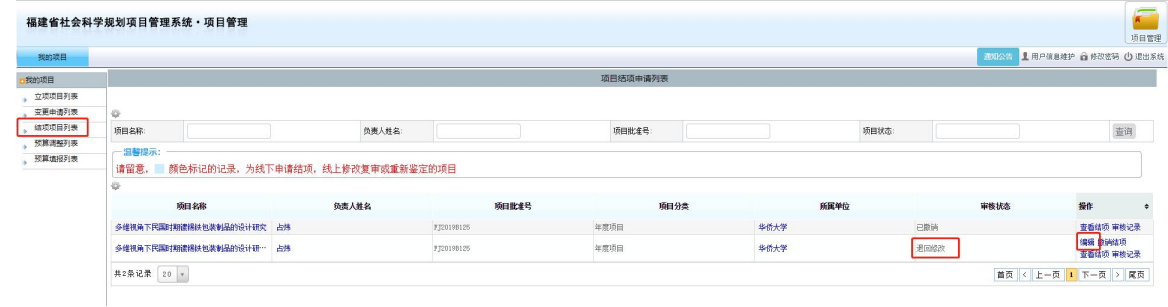 福建省社会科学规划项目管理系统·项目管理
项目管理
我的项目
通知公告 用户信息维护 修改密码 退出系统
我的项目
立项项目列表
变更申请列表
结项项目列表
预算调整列表
预算填报列表
项目结项申请列表
项目名称: 负责人姓名: 项目批准号: 项目状态: 查询
温馨提示:
请留意, 颜色标记的记录, 为线下申请结项, 线上修改复审或重新鉴定的项目
项目名称 负责人姓名 项目批准号 项目分类 所属单位 审核状态 操作
多维视角下民国时期镀锡铁包装制品的设计研究 占炜 FJ2019B125 年度项目 华侨大学 已撤销 查看结项 审核记录
多维视角下民国时期镀锡铁包装制品的设计研… 占炜 FJ2019B125 年度项目 华侨大学 退回修改 编辑 撤销结项
查看结项 审核记录
共2条记录 20 首页 < 上一页 1 下一页 > 尾页